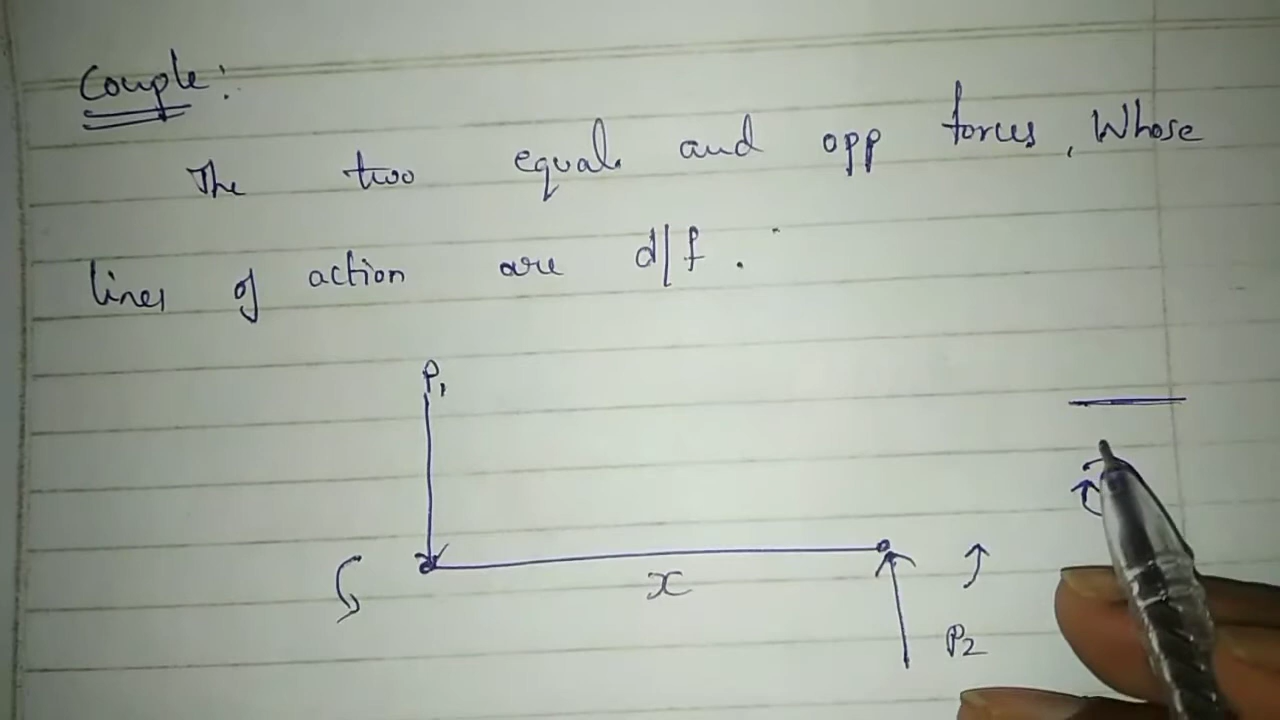 Couple:
The two equal and opp forces, Whose
lines of action are d/f.
P1
x
P2